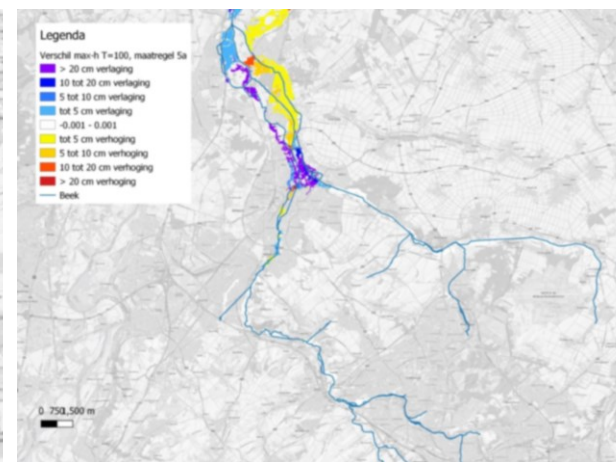 Legenda
Verschil max-h T=100, maatregel 5a
> 20 cm verlaging
10 tot 20 cm verlaging
5 tot 10 cm verlaging
tot 5 cm verlaging
-0.001 - 0.001
tot 5 cm verhoging
5 tot 10 cm verhoging
10 tot 20 cm verhoging
> 20 cm verhoging
Beek
0 750 1,500 m